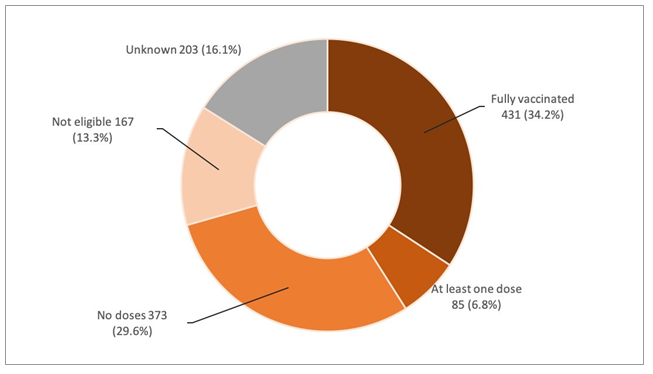 Unknown 203 (16.1%)
Fully vaccinated
431 (34.2%)
Not eligible 167
(13.3%)
At least one dose
85 (6.8%)
No doses 373
(29.6%)